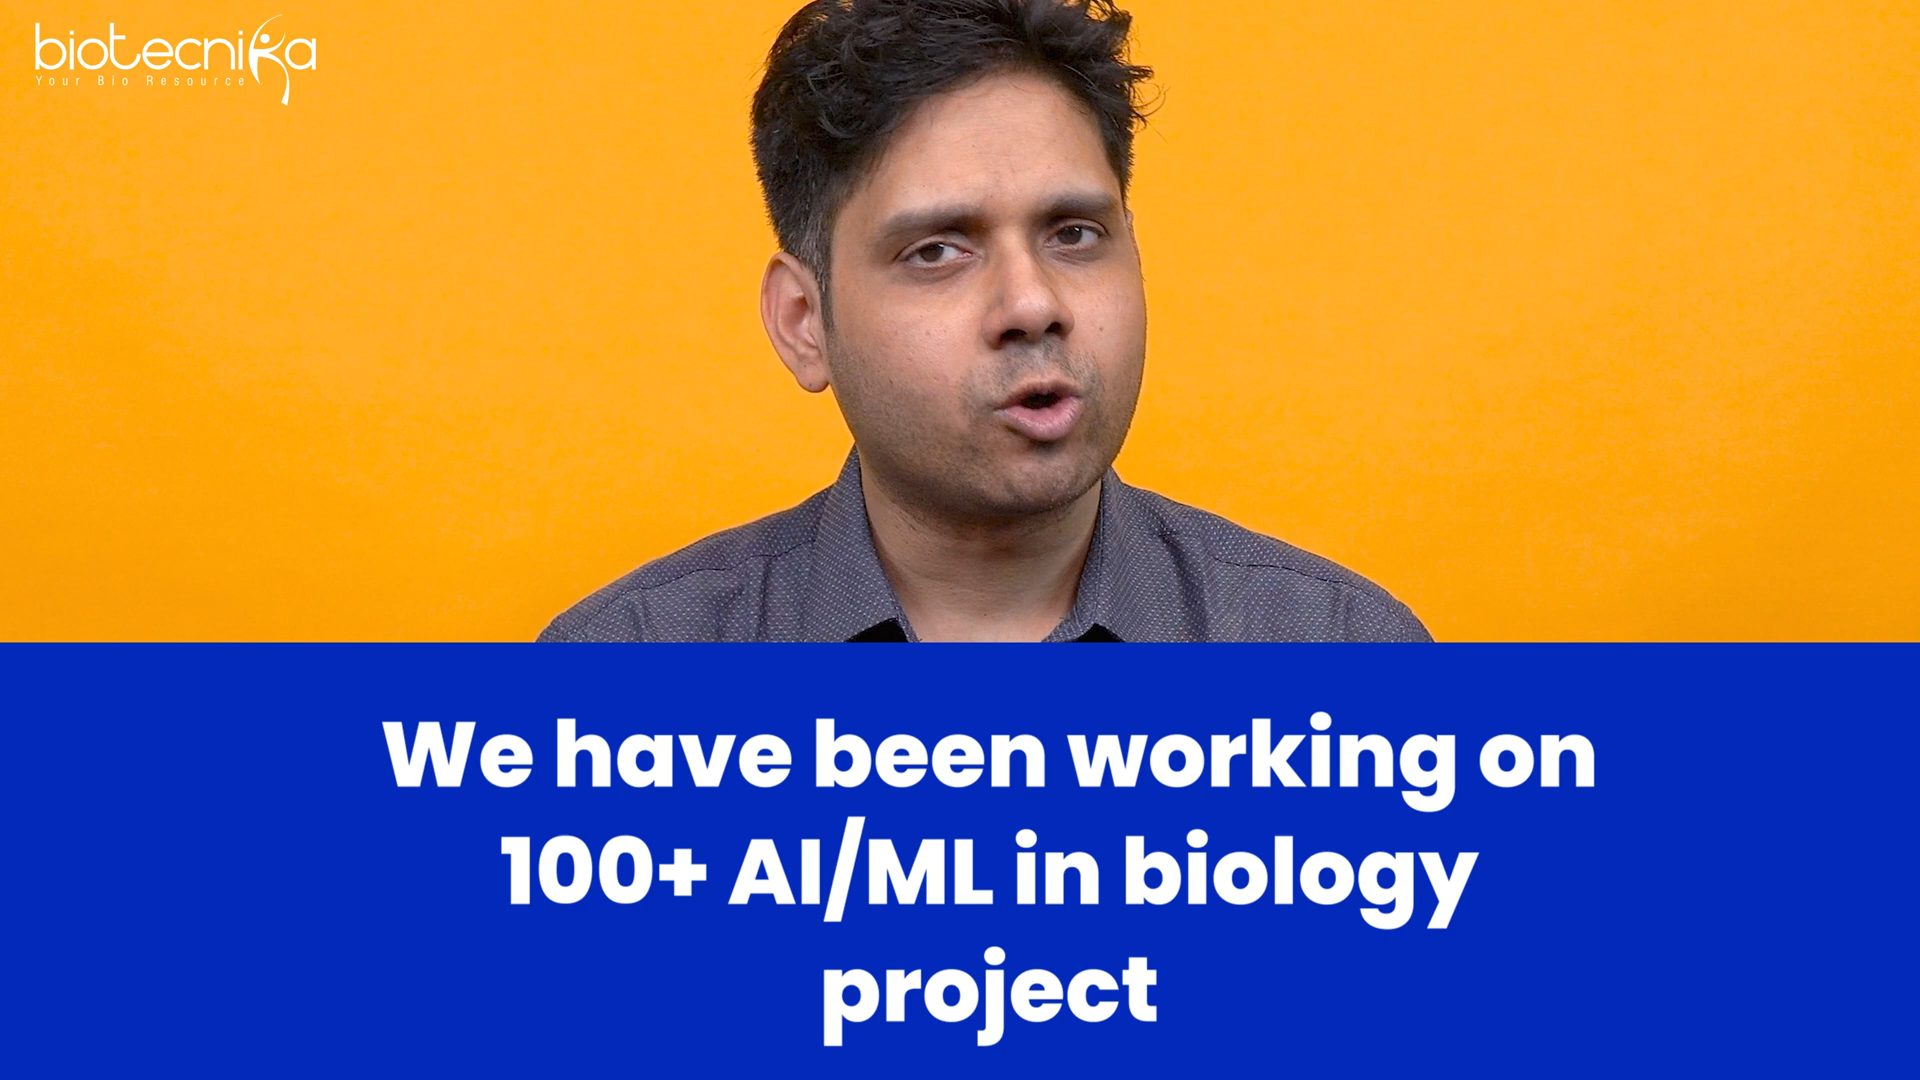 biotecnika
Your Bio Resource
We have been working on
100+ AI/ML in biology
project